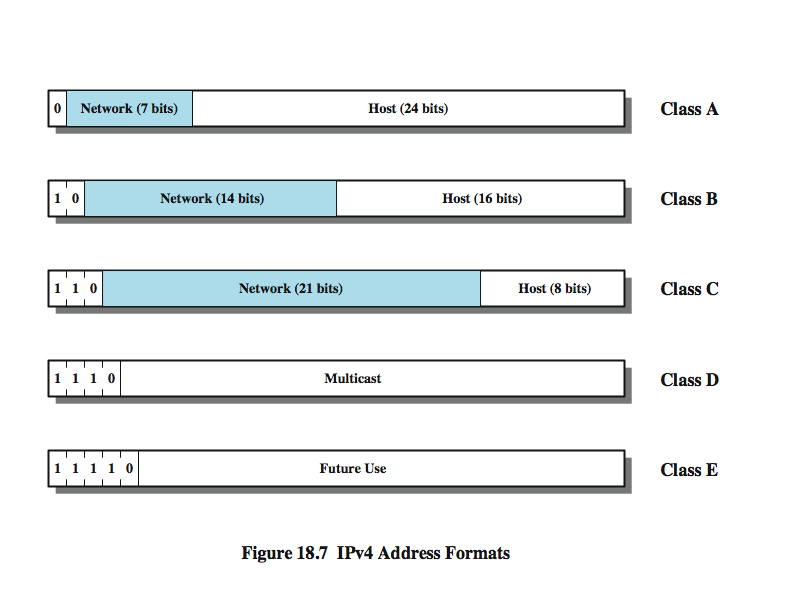 0 Network (7 bits) Host (24 bits) Class A
1 0 Network (14 bits) Host (16 bits) Class B
1 1 0 Network (21 bits) Host (8 bits) Class C
1 1 1 0 Multicast Class D
1 1 1 1 0 Future Use Class E
Figure 18.7 IPv4 Address Formats